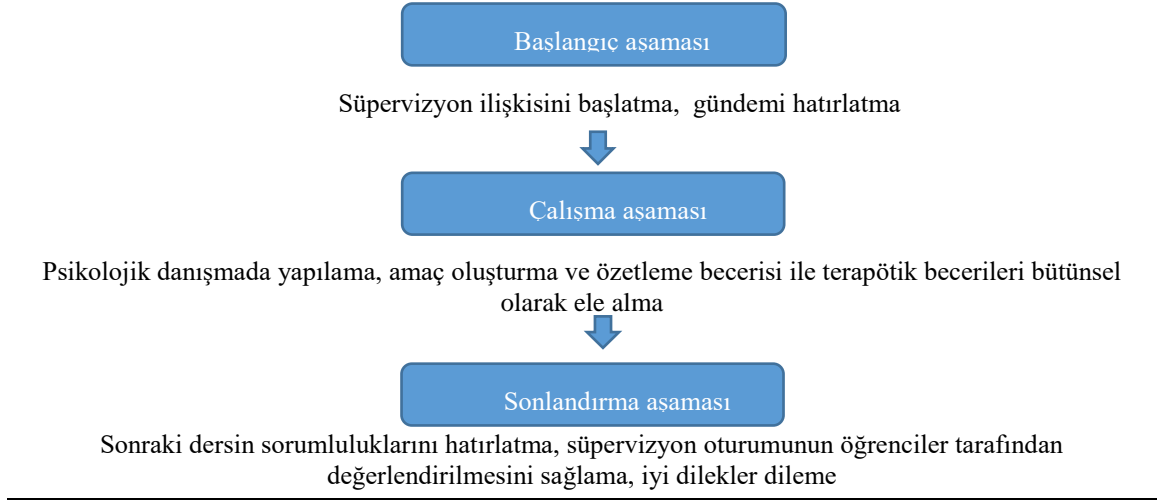 Başlangıç aşaması
Süpervizyon ilişkisini başlatma, gündemi hatırlatma
Çalışma aşaması
Psikolojik danışmada yapılama, amaç oluşturma ve özetleme becerisi ile terapötik becerileri bütünsel
olarak ele alma
Sonlandırma aşaması
Sonraki dersin sorumluluklarını hatırlatma, süpervizyon oturumunun öğrenciler tarafından
değerlendirilmesini sağlama, iyi dilekler dileme